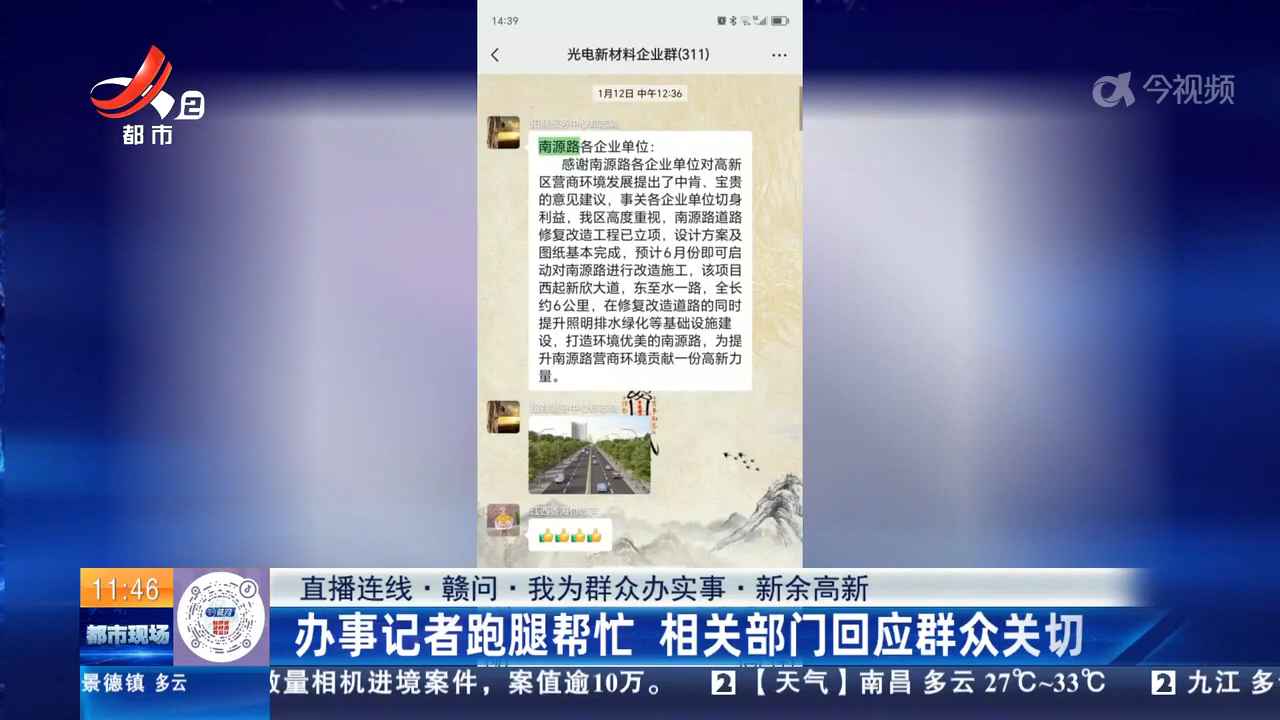 14:39
光电新材料企业群(311)
1月12日 中午12:36
南源路各企业单位：
感谢南源路各企业单位对高新
区营商环境发展提出了中肯、宝贵
的意见建议，事关各企业单位切身
利益，我区高度重视，南源路道路
修复改造工程已立项，设计方案及
图纸基本完成，预计6月份即可启
动对南源路进行改造施工，该项目
西起新欣大道，东至水一路，全长
约6公里，在修复改造道路的同时
提升照明排水绿化等基础设施建
设，打造环境优美的南源路，为提
升南源路营商环境贡献一份高新力
量。
2
都市
今视频
11:46
都市现场
直播连线·赣问·我为群众办实事·新余高新
办事记者跑腿帮忙 相关部门回应群众关切
景德镇 多云
数量相机进境案件，案值逾10万。 2【天气】南昌 多云 27℃~33℃ 2 九江 多